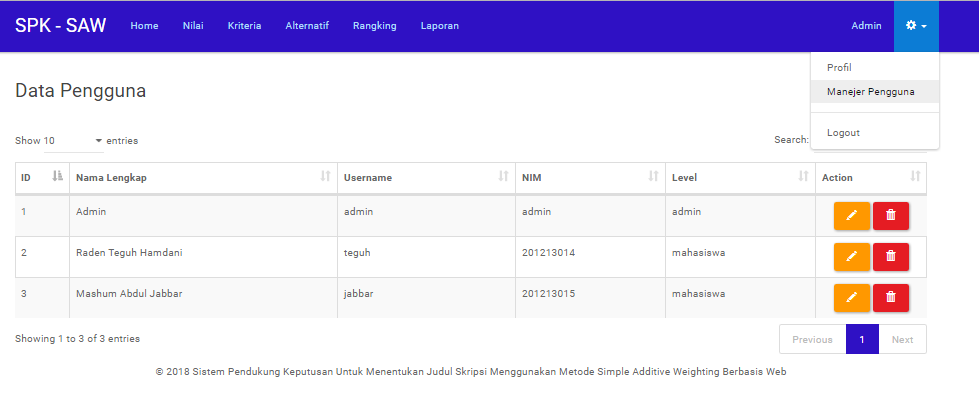 SPK - SAW Home Nilai Kriteria Alternatif Rangking Laporan Admin
Profil
Manejer Pengguna
Logout
Data Pengguna
Show 10 entries Search:
ID Nama Lengkap Username NIM Level Action
1 Admin admin admin admin
2 Raden Teguh Hamdani teguh 201213014 mahasiswa
3 Mashum Abdul Jabbar jabbar 201213015 mahasiswa
Showing 1 to 3 of 3 entries Previous 1 Next
© 2018 Sistem Pendukung Keputusan Untuk Menentukan Judul Skripsi Menggunakan Metode Simple Additive Weighting Berbasis Web